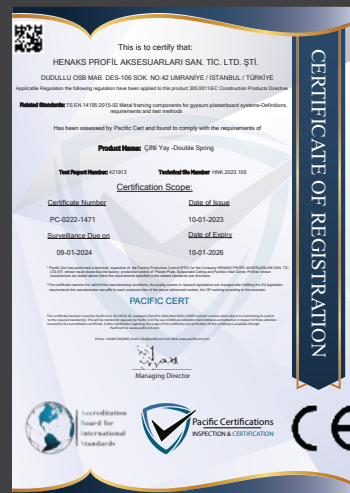 This is to certify that:
HENAKS PROFİL AKSESUARLARI SAN. TİC. LTD. ŞTİ.
DUDULLU OSB MAB. DES-106 SOK. NO:42 UMRANİYE / İSTANBUL / TÜRKİYE
Applicable Regulation the following regulation have been applied to this product 305/2011/EC Construction Products Directive
Related Standards: TS EN 14195:2015-02 Metal framing components for gypsum plasterboard systems-Definitions,
requirements and test methods
Has been assessed by Pacific Cert and found to comply with the requirements of
Product Name: Çiftli Yay -Double Spring
Test Report Number: 421913 Technical file Number HNK.2023.105
Certification Scope:
Certificate Number Date of Issue
PC-0222-1471 10-01-2023
Surveillance Due on Date of Expiry
09-01-2024 10-01-2026
PACIFIC CERT
Managing Director
Accreditation
Board for
International
Standards
Pacific Certifications
INSPECTION & CERTIFICATION
CE
CERTIFICATE OF REGISTRATION